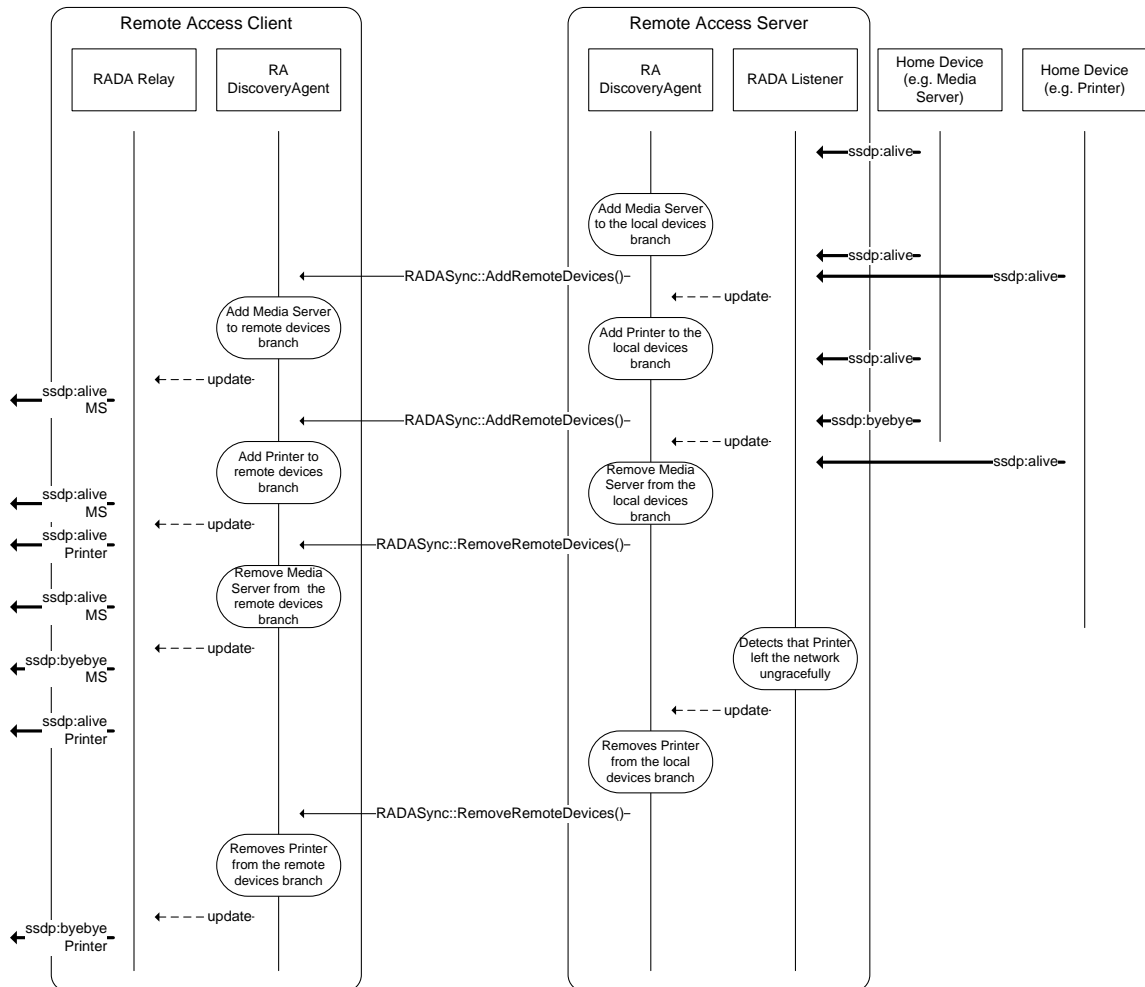 Remote Access Client
Remote Access Server
RADA Relay
RA
DiscoveryAgent
RA
DiscoveryAgent
RADA Listener
Home Device
(e.g. Media
Server)
Home Device
(e.g. Printer)
ssdp:alive
Add Media Server
to the local devices
branch
ssdp:alive
RADASync::AddRemoteDevices()
ssdp:alive
update
Add Media Server
to remote devices
branch
Add Printer to the
local devices
branch
ssdp:alive
update
ssdp:alive
MS
RADASync::AddRemoteDevices()
ssdp:byebye
update
Add Printer to
remote devices
branch
ssdp:alive
Remove Media
Server from the
local devices
branch
ssdp:alive
MS
update
ssdp:alive
Printer
RADASync::RemoveRemoteDevices()
Remove Media
Server from the
remote devices
branch
ssdp:alive
MS
update
Detects that Printer
left the network
ungracefully
ssdp:byebye
MS
update
ssdp:alive
Printer
Removes Printer
from the local
devices branch
RADASync::RemoveRemoteDevices()
Removes Printer
from the remote
devices branch
update
ssdp:byebye
Printer